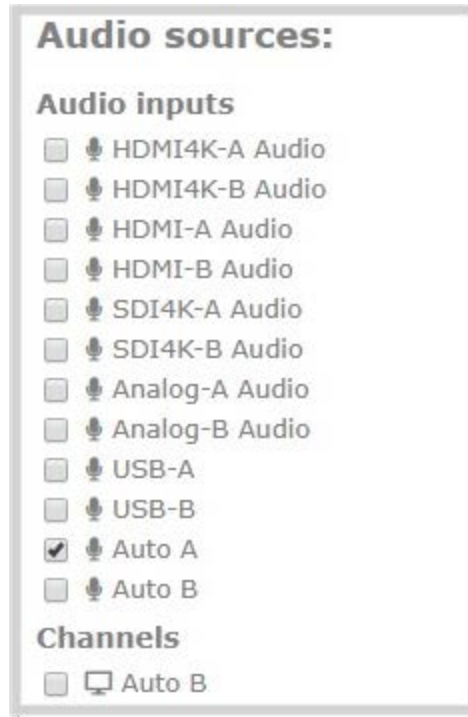 Audio sources:
Audio inputs
HDMI4K-A Audio
HDMI4K-B Audio
HDMI-A Audio
HDMI-B Audio
SDI4K-A Audio
SDI4K-B Audio
Analog-A Audio
Analog-B Audio
USB-A
USB-B
Auto A
Auto B
Channels
Auto B